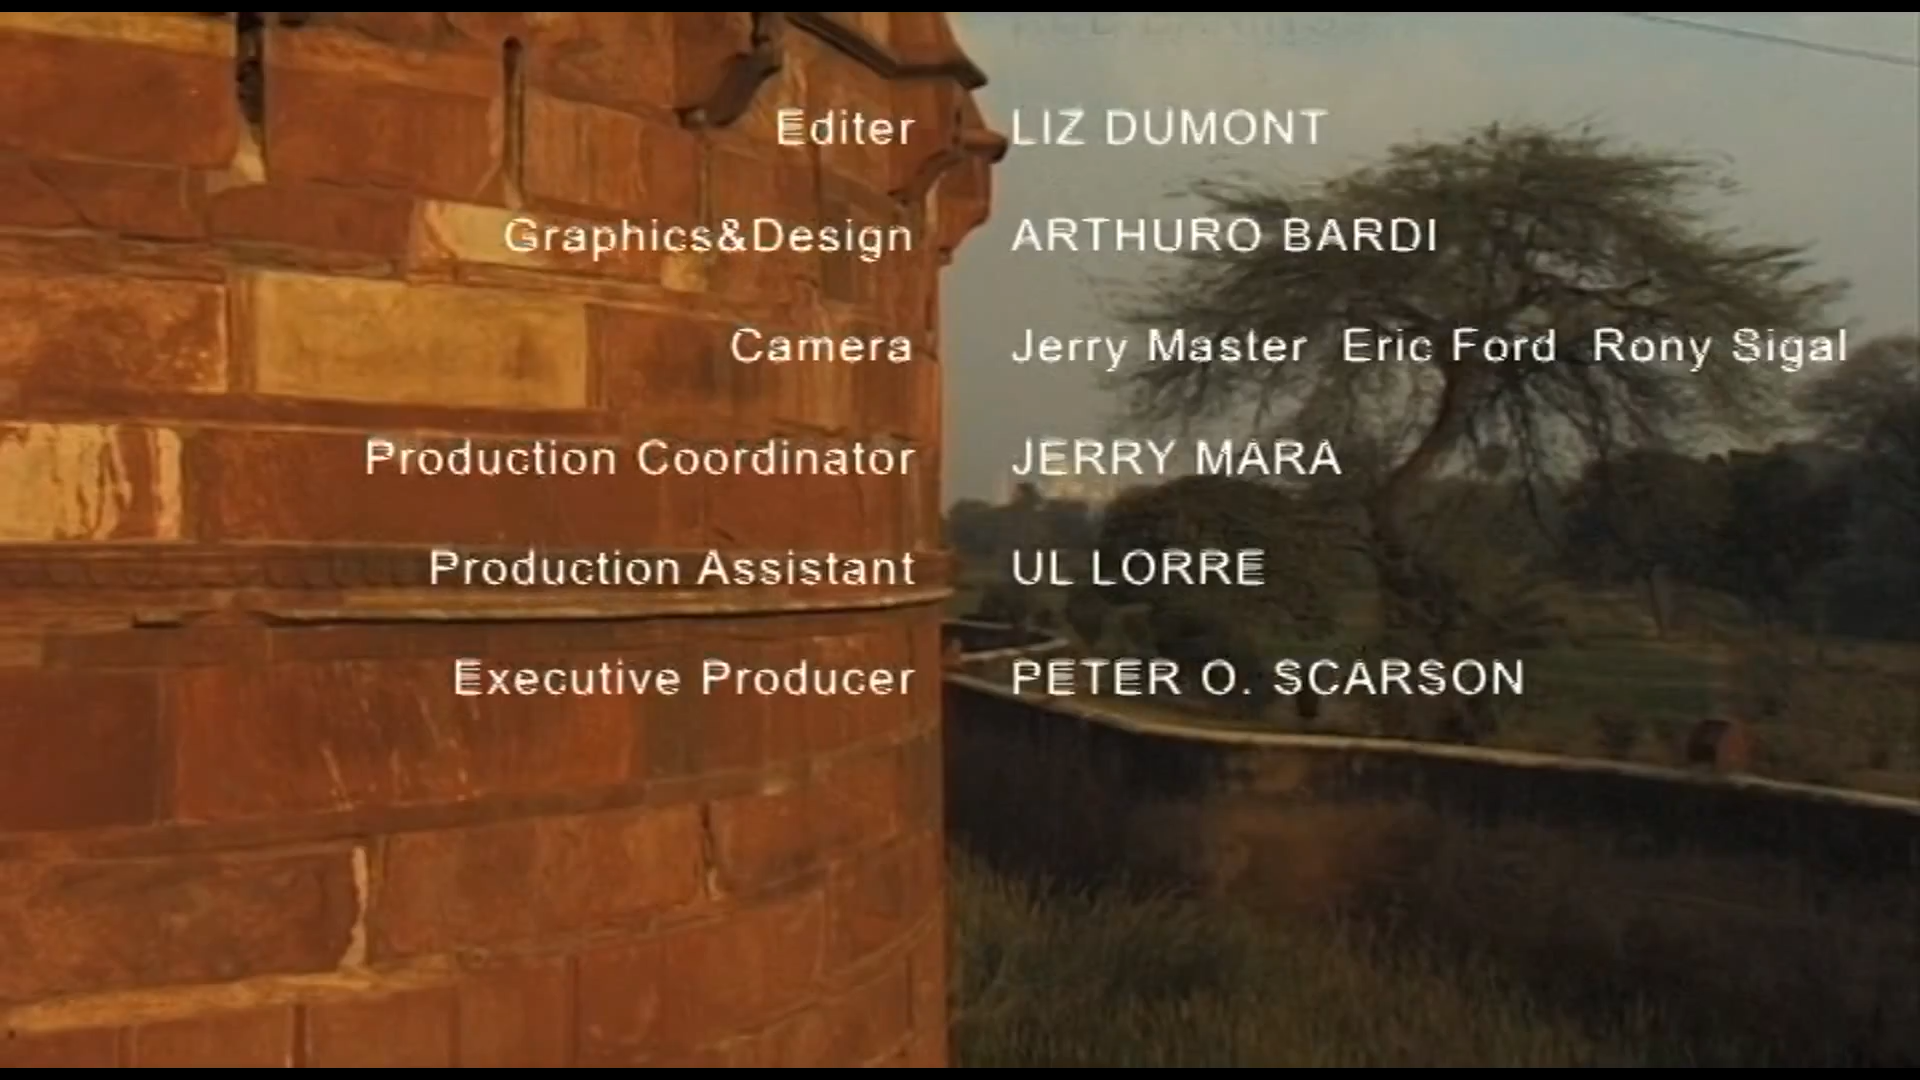 Editer LIZ DUMONT
Graphics&Design ARTHURO BARDI
Camera Jerry Master Eric Ford Rony Sigal
Production Coordinator JERRY MARA
Production Assistant UL LORRE
Executive Producer PETER O. SCARSON